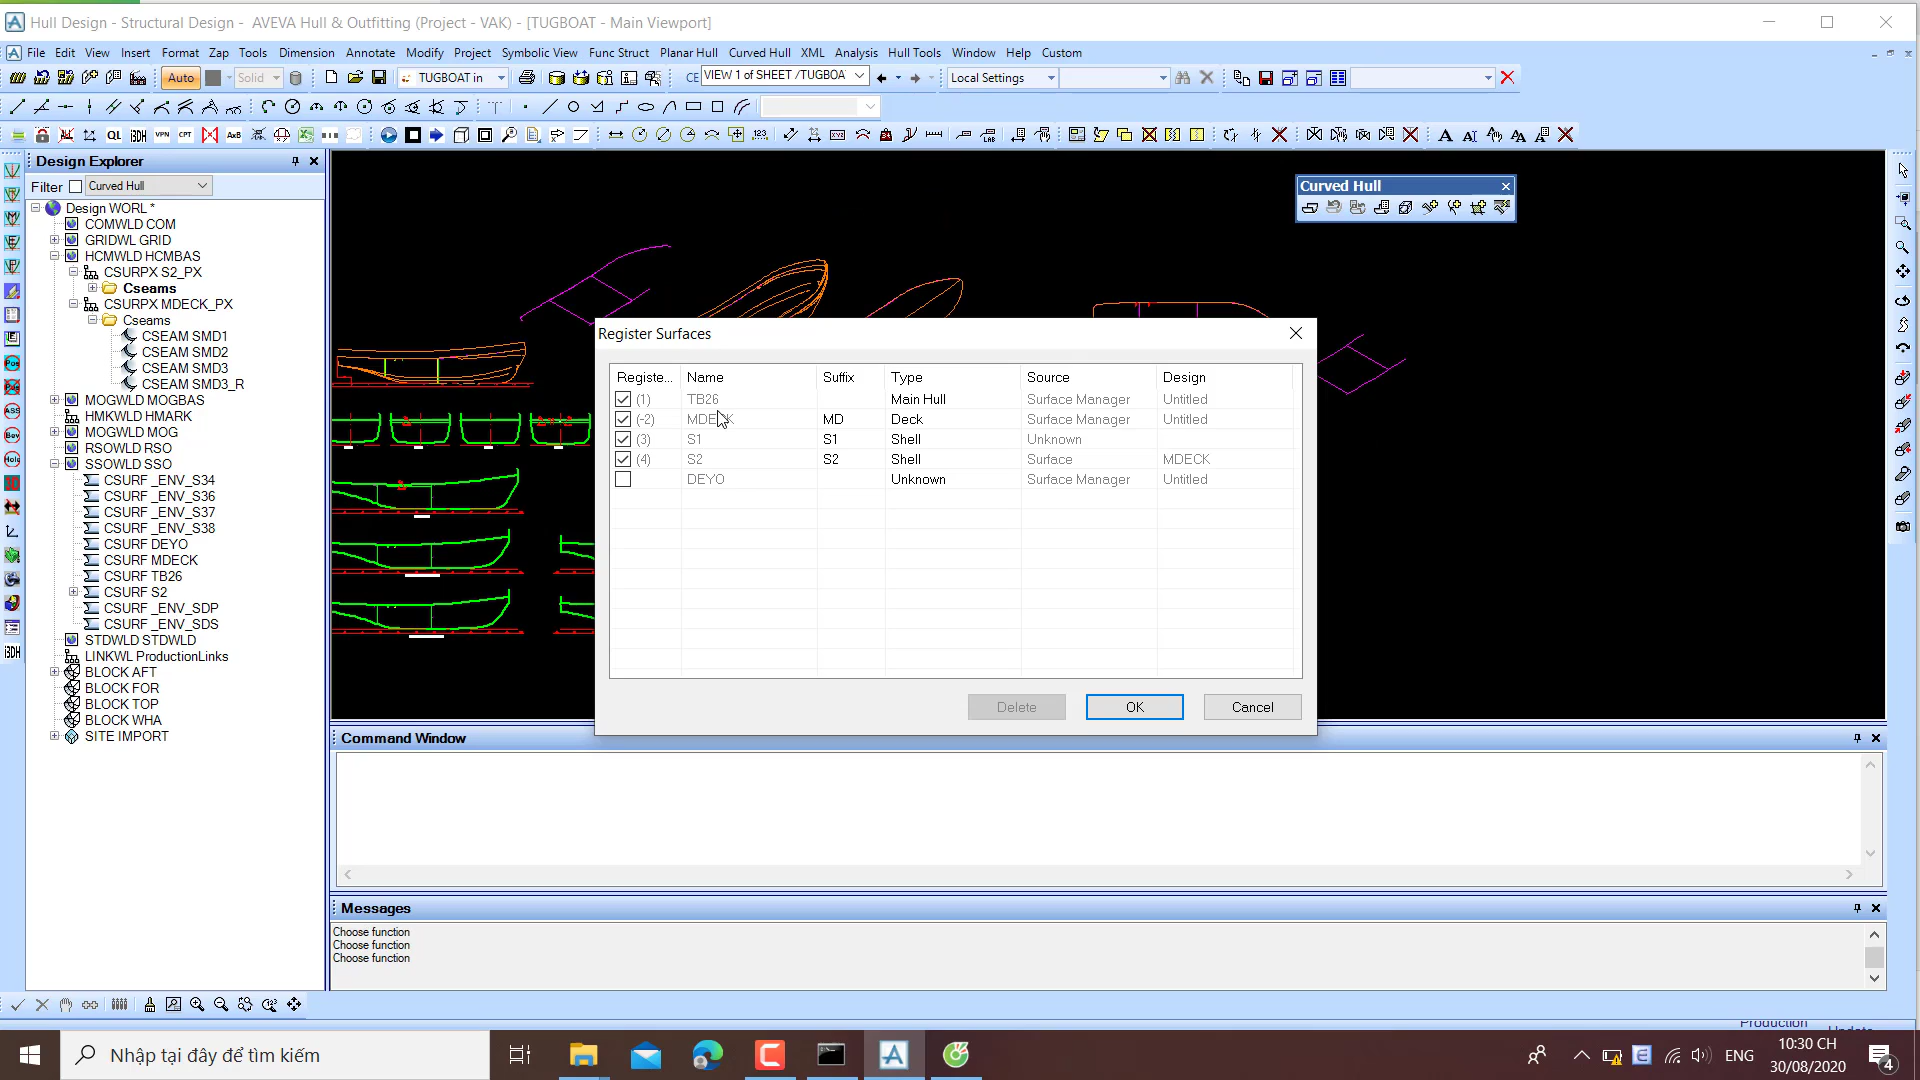 Hull Design - Structural Design - AVEVA Hull & Outfitting (Project - VAK) - [TUGBOAT - Main Viewport]
File Edit View Insert Format Zap Tools Dimension Annotate Modify Project Symbolic View Func Struct Planar Hull Curved Hull XML Analysis Hull Tools Window Help Custom
Auto Solid TUGBOAT in CE VIEW 1 of SHEET /TUGBOA Local Settings
QL i3DH VPN CPT AxB
Design Explorer
Filter Curved Hull
Design WORL *
COMWLD COM
GRIDWL GRID
HCMWLD HCMBAS
CSURPX S2_PX
Cseams
CSURPX MDECK_PX
Cseams
CSEAM SMD1
CSEAM SMD2
CSEAM SMD3
CSEAM SMD3_R
MOGWLD MOGBAS
HMKWLD HMARK
MOGWLD MOG
RSOWLD RSO
SSOWLD SSO
CSURF _ENV_S34
CSURF _ENV_S36
CSURF _ENV_S37
CSURF _ENV_S38
CSURF DEYO
CSURF MDECK
CSURF TB26
CSURF S2
CSURF _ENV_SDP
CSURF _ENV_SDS
STDWLD STDWLD
LINKWL ProductionLinks
BLOCK AFT
BLOCK FOR
BLOCK TOP
BLOCK WHA
SITE IMPORT
Curved Hull
Register Surfaces
Registe... Name Suffix Type Source Design
(1) TB26 Main Hull Surface Manager Untitled
(-2) MDECK MD Deck Surface Manager Untitled
(3) S1 S1 Shell Unknown
(4) S2 S2 Shell Surface MDECK
DEYO Unknown Surface Manager Untitled
Delete OK Cancel
Command Window
Messages
Choose function
Choose function
Choose function
Production
Nhập tại đây để tìm kiếm
ENG
10:30 CH
30/08/2020
4